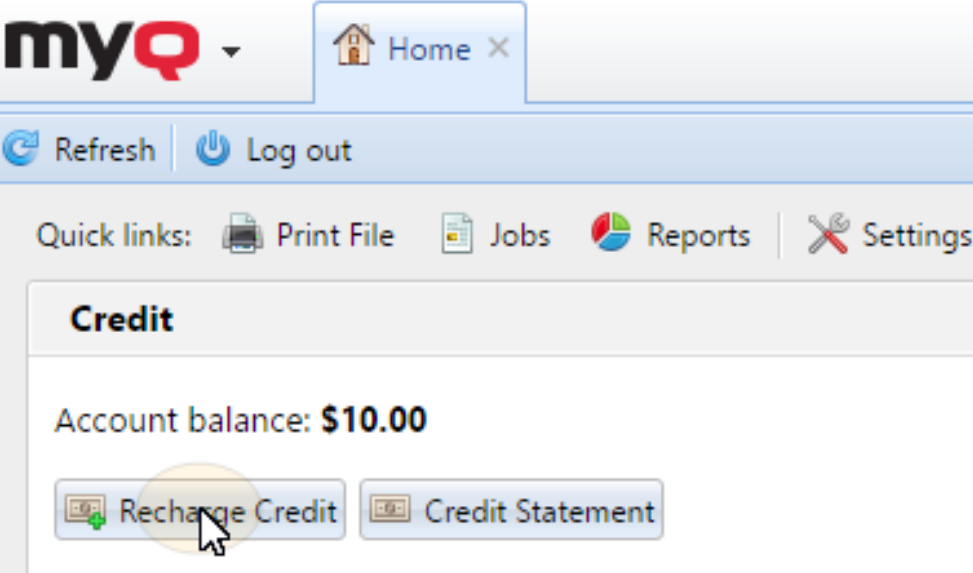 myQ Home
Refresh Log out
Quick links: Print File Jobs Reports Settings
Credit
Account balance: $10.00
Recharge Credit Credit Statement